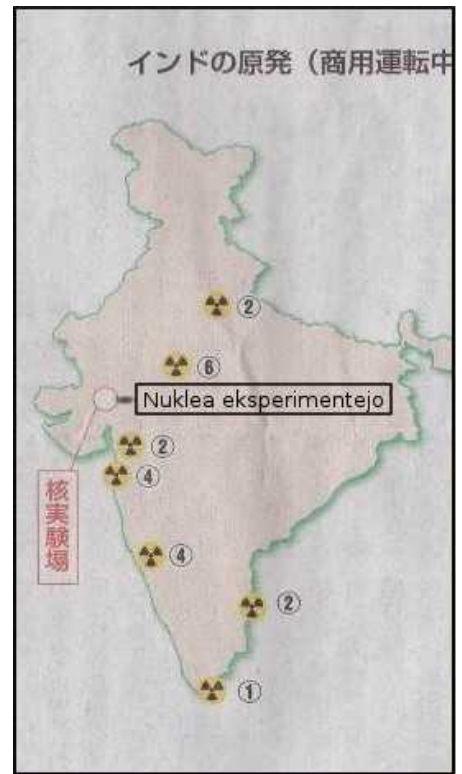 インドの原発（商用運転中
②
⑥
Nuklea eksperimentejo
②
④
核実験場
④
②
①